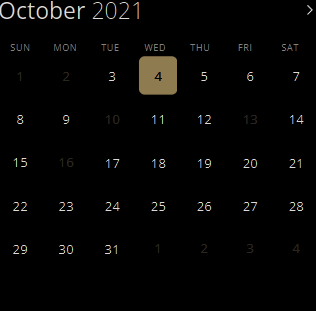 October 2021
SUN MON TUE WED THU FRI SAT
1 2 3 4 5 6 7
8 9 10 11 12 13 14
15 16 17 18 19 20 21
22 23 24 25 26 27 28
29 30 31 1 2 3 4